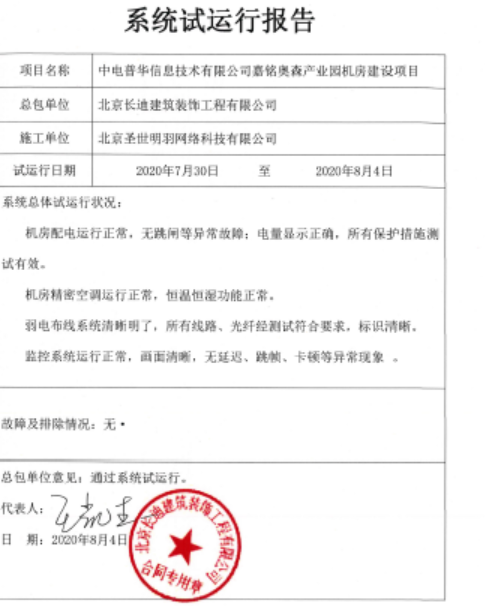 系统试运行报告
项目名称 中电普华信息技术有限公司嘉铭奥森产业园机房建设项目
总包单位 北京长迪建筑装饰工程有限公司
施工单位 北京圣世明羽网络科技有限公司
试运行日期 2020年7月30日 至 2020年8月4日
系统总体试运行状况:
机房配电运行正常,无跳闸等异常故障;电量显示正确,所有保护措施测
试有效。
机房精密空调运行正常,恒温恒湿功能正常。
弱电布线系统清晰明了,所有线路、光纤经测试符合要求,标识清晰。
监控系统运行正常,画面清晰,无延迟、跳帧、卡顿等异常现象 。
故障及排除情况:无·
总包单位意见:通过系统试运行。
代表人:
日 期:2020年8月4日
北京长迪建筑装饰工程有限公司
合同专用章